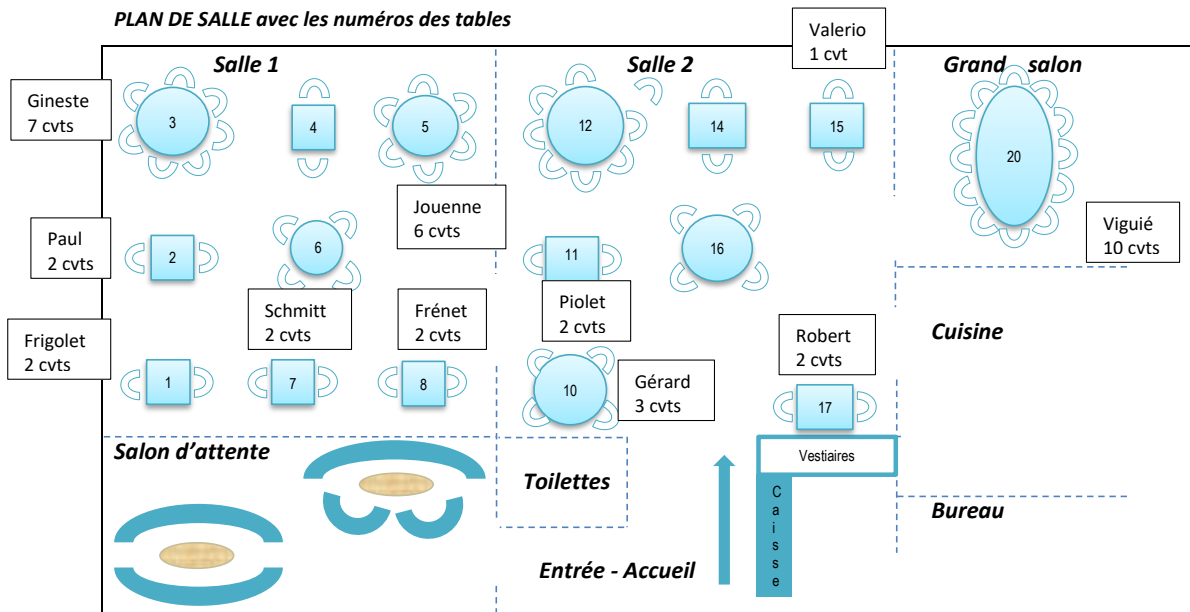 PLAN DE SALLE avec les numéros des tables
Valerio
1 cvt
Salle 1
Salle 2
Grand salon
Gineste
7 cvts
3
4
5
12
14
15
20
Jouenne
6 cvts
Viguié
10 cvts
Paul
2 cvts
2
6
11
16
Schmitt
2 cvts
Frénet
2 cvts
Piolet
2 cvts
Frigolet
2 cvts
Robert
2 cvts
Cuisine
1
7
8
10
Gérard
3 cvts
17
Salon d’attente
Toilettes
Vestiaires
Caisse
Bureau
Entrée - Accueil